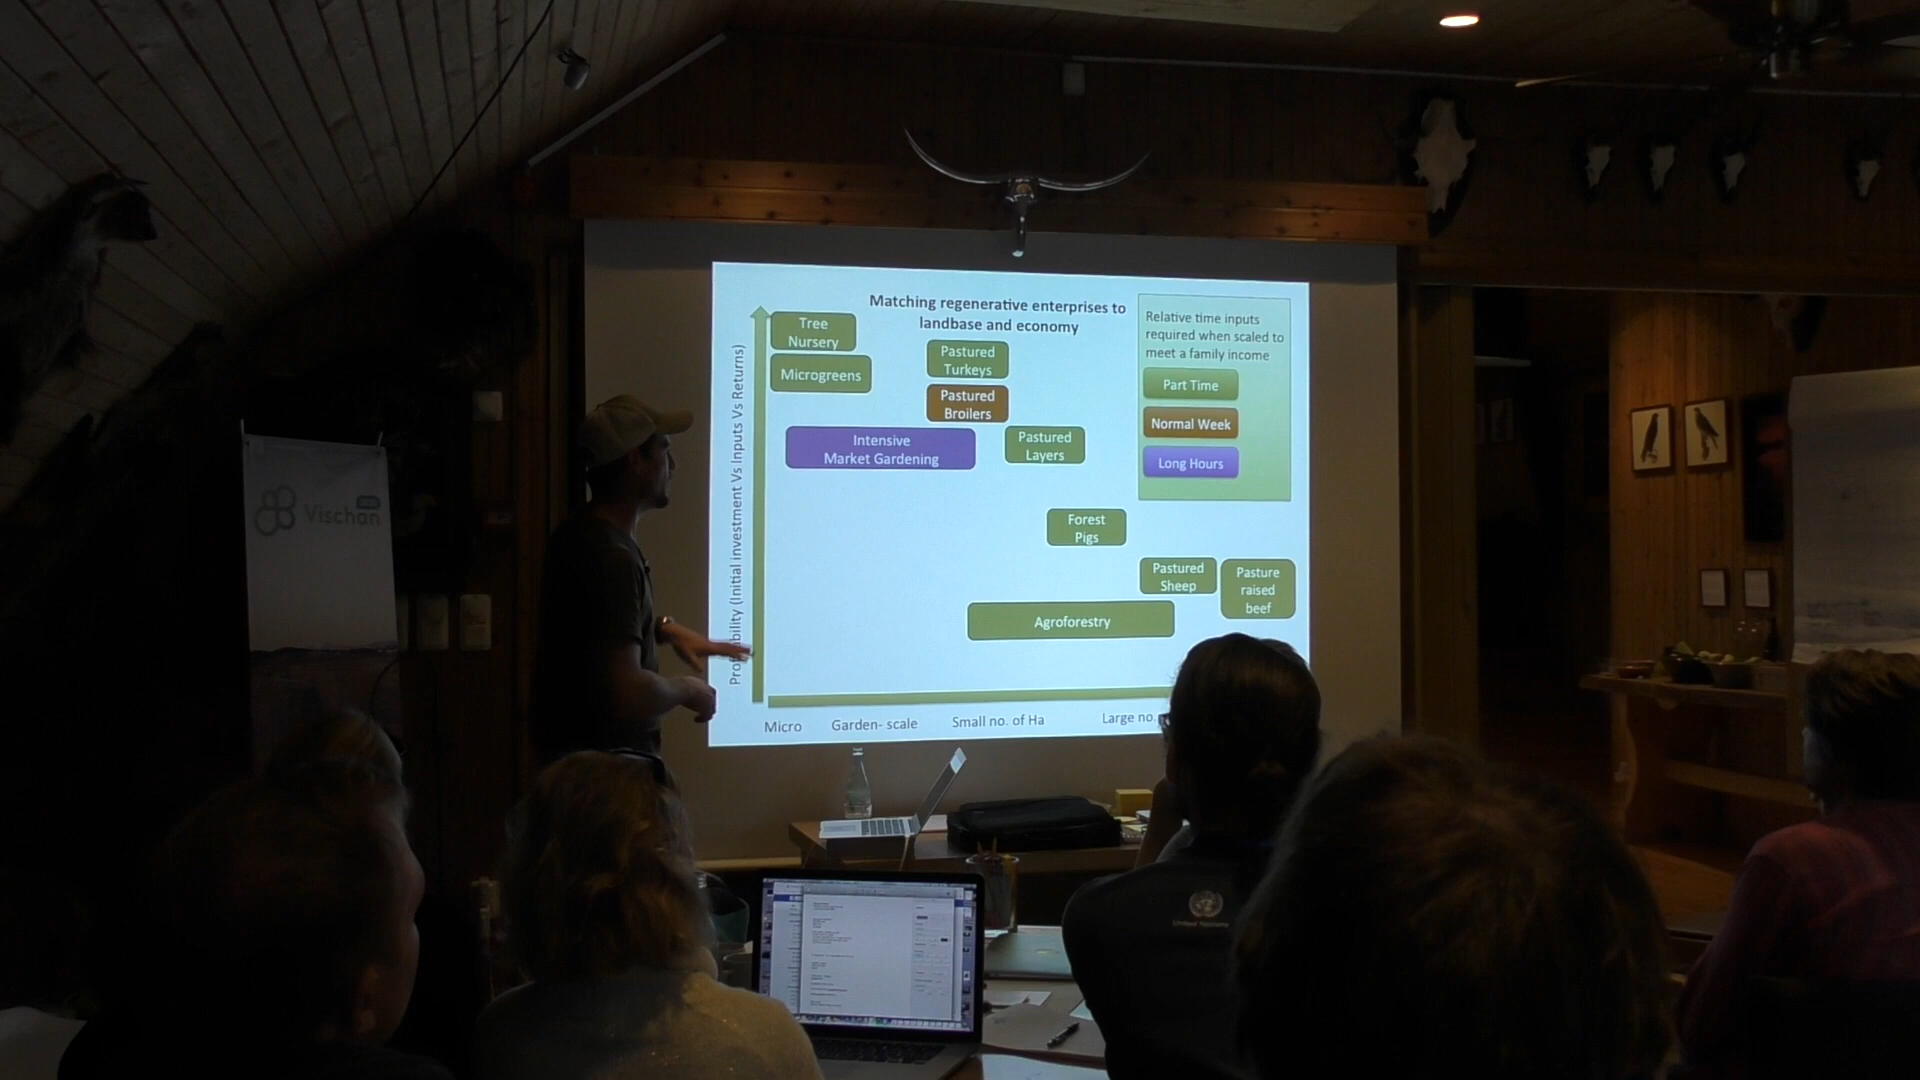 Matching regenerative enterprises to
landbase and economy
Relative time inputs
required when scaled to
meet a family income
Part Time
Normal Week
Long Hours
Tree
Nursery
Microgreens
Pastured
Turkeys
Pastured
Broilers
Intensive
Market Gardening
Pastured
Layers
Forest
Pigs
Pastured
Sheep
Pasture
raised
beef
Agroforestry
(Initial investment Vs Inputs Vs Returns)
Micro
Garden- scale
Small no. of Ha
Large no.
Vischan
United Nations